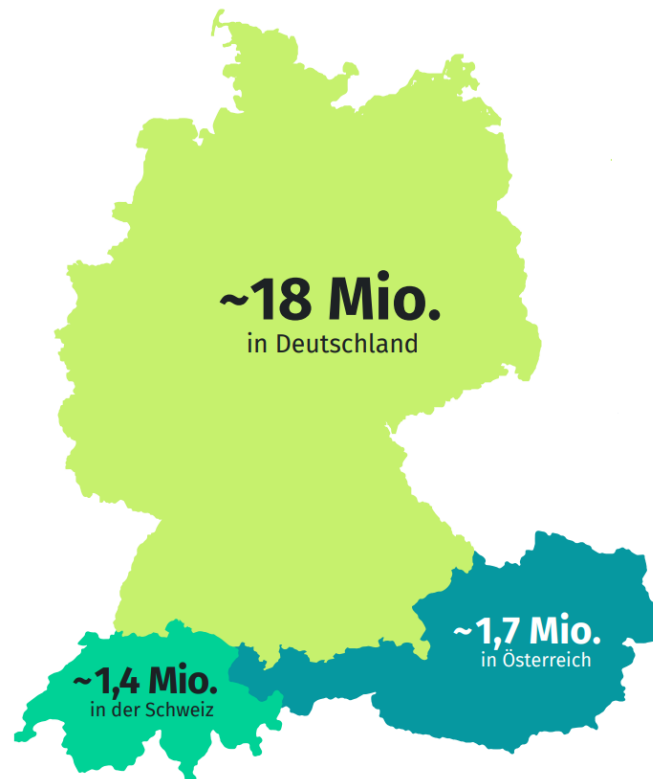 ~18 Mio.
in Deutschland
~1,7 Mio.
in Österreich
~1,4 Mio.
in der Schweiz